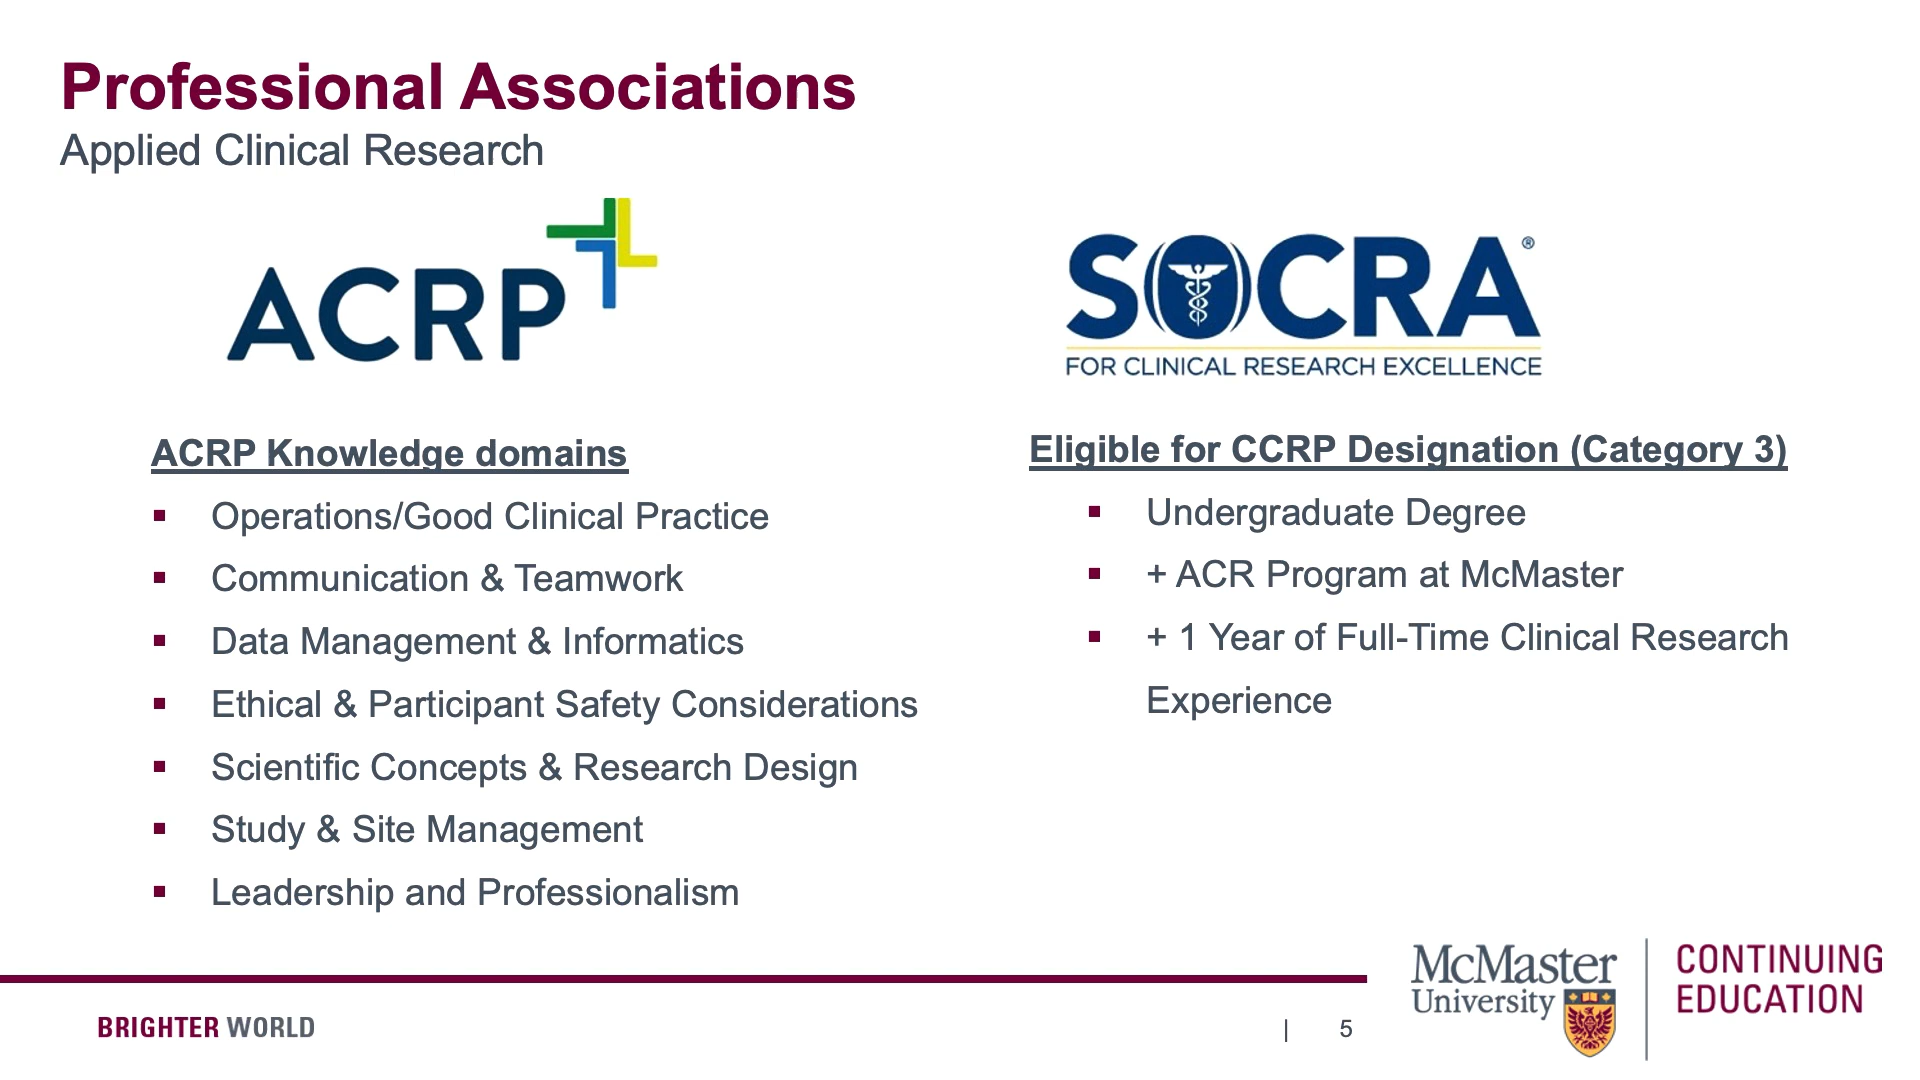 Professional Associations
Applied Clinical Research
ACRP
ACRP Knowledge domains
▪ Operations/Good Clinical Practice
▪ Communication & Teamwork
▪ Data Management & Informatics
▪ Ethical & Participant Safety Considerations
▪ Scientific Concepts & Research Design
▪ Study & Site Management
▪ Leadership and Professionalism
SOCRA®
FOR CLINICAL RESEARCH EXCELLENCE
Eligible for CCRP Designation (Category 3)
▪ Undergraduate Degree
▪ + ACR Program at McMaster
▪ + 1 Year of Full-Time Clinical Research
Experience
BRIGHTER WORLD
| 5
McMaster
University
CONTINUING
EDUCATION